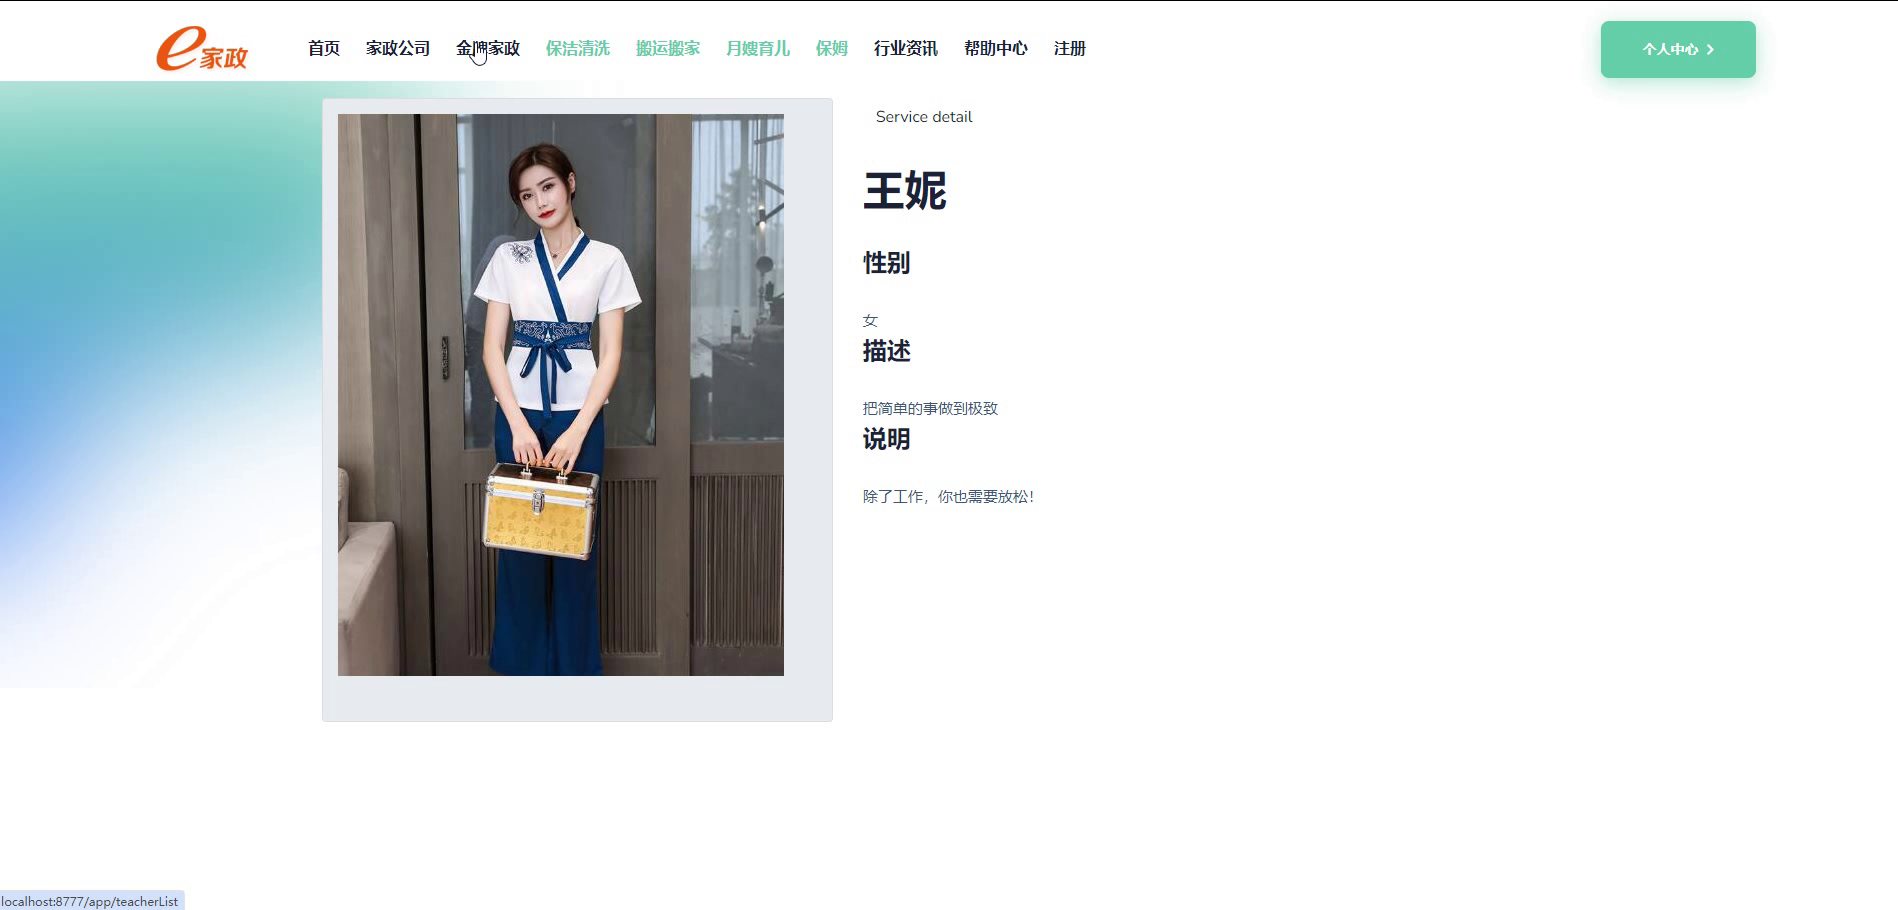 e家政
首页 家政公司 金牌家政 保洁清洗 搬运搬家 月嫂育儿 保姆 行业资讯 帮助中心 注册
个人中心
Service detail
王妮
性别
女
描述
把简单的事做到极致
说明
除了工作，你也需要放松！
localhost:8777/app/teacherList